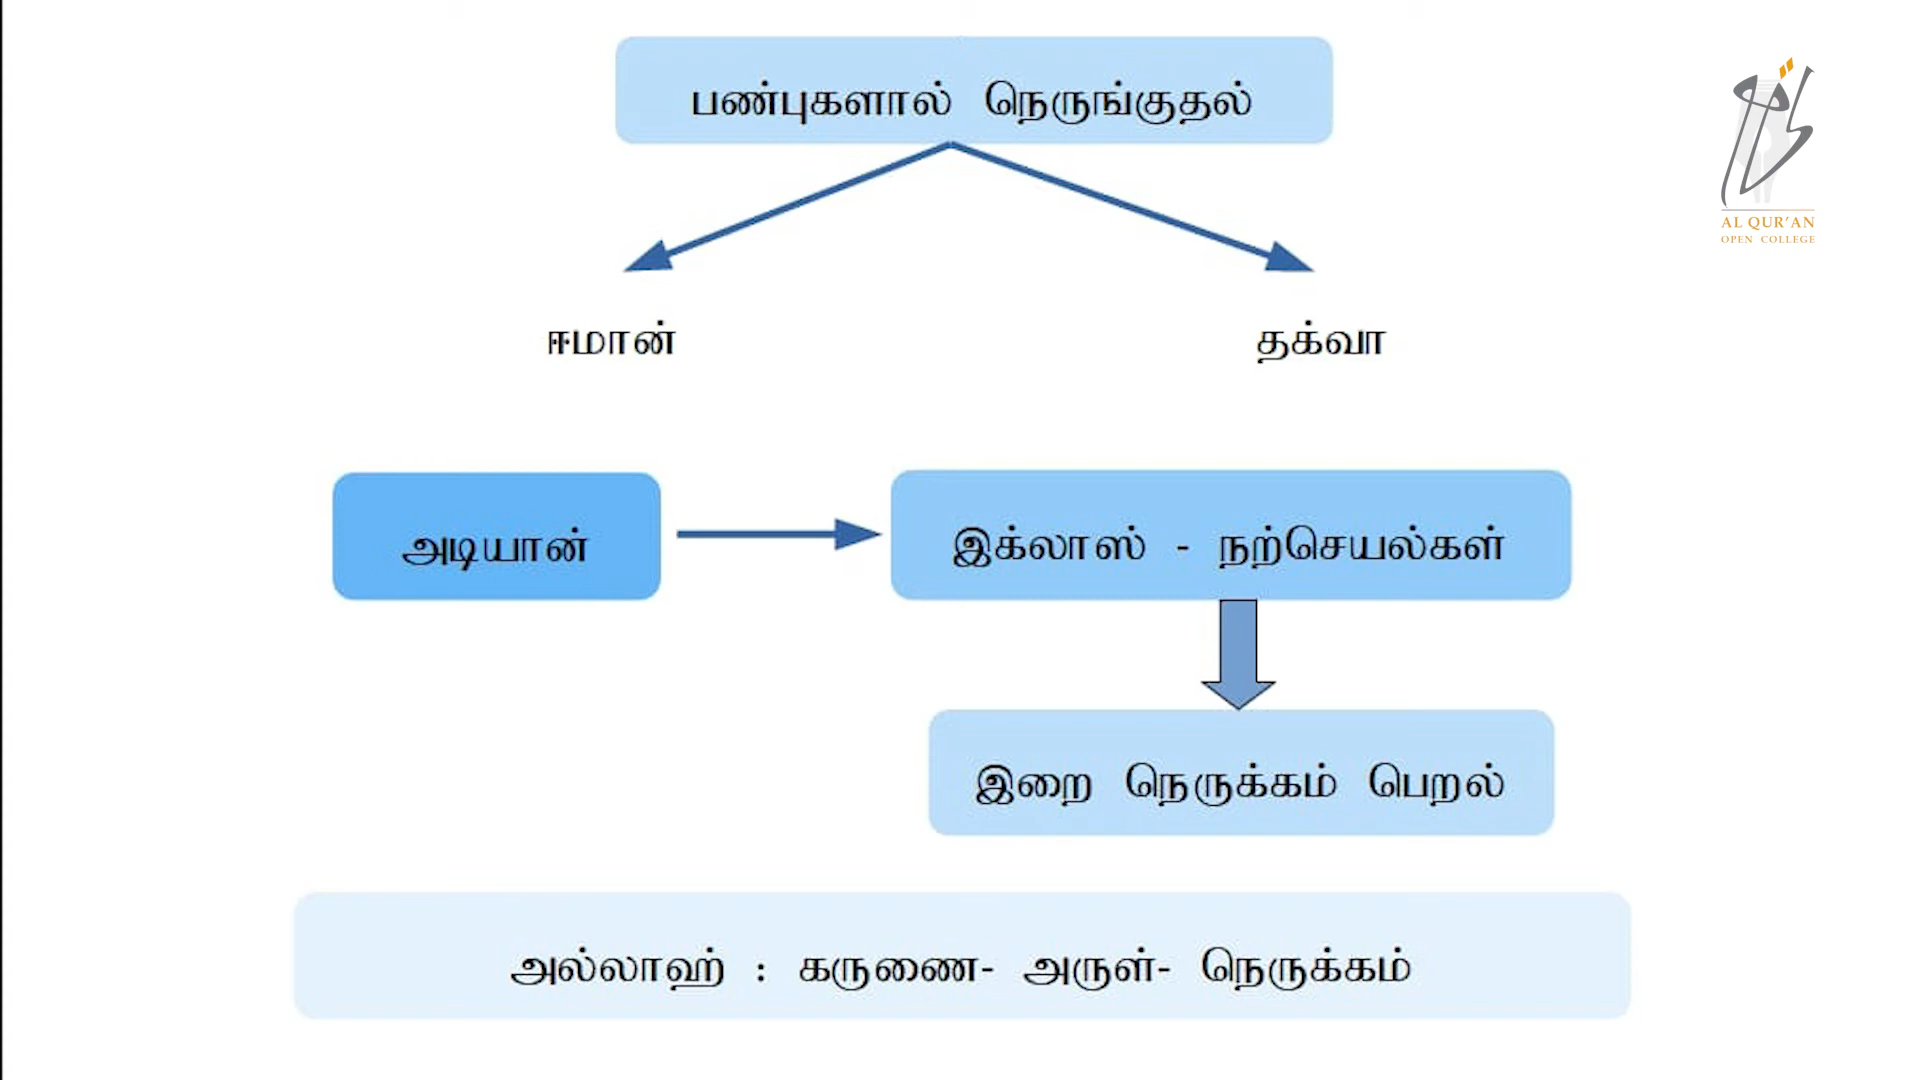 பண்புகளால் நெருங்குதல்
AL QUR'AN
OPEN COLLEGE
ஈமான் தக்வா
அடியான் இக்லாஸ் - நற்செயல்கள்
இறை நெருக்கம் பெறல்
அல்லாஹ் : கருணை- அருள்- நெருக்கம்